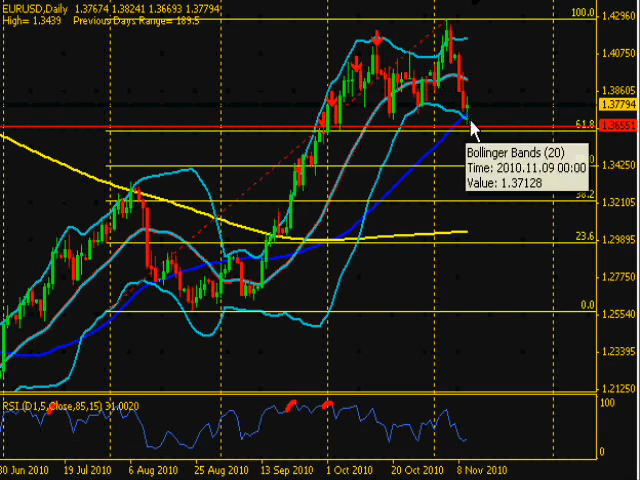 EURUSD,Daily 1.37674 1.38241 1.36693 1.37794
High= 1.3439 Previous Days Range= 189.5
100.0
1.42960
1.40750
1.38605
1.37794
1.36551
61.8
Bollinger Bands (20)
Time: 2010.11.09 00:00
Value: 1.37128
1.34250
38.2
1.32105
23.6
1.29895
1.27750
0.0
1.25540
1.23395
1.21250
RSI (D1,5,Close,85,15) 31.0020
100
0
30 Jun 2010 19 Jul 2010 6 Aug 2010 25 Aug 2010 13 Sep 2010 1 Oct 2010 20 Oct 2010 8 Nov 2010